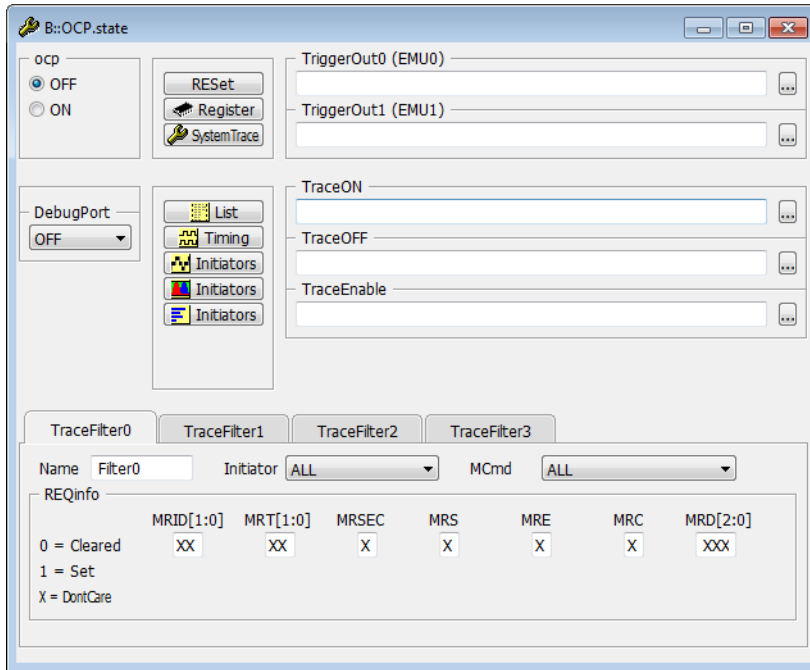 B::OCP.state
ocp
OFF
ON
RESet
Register
SystemTrace
TriggerOut0 (EMU0)
...
TriggerOut1 (EMU1)
...
DebugPort
OFF
List
Timing
Initiators
Initiators
Initiators
TraceON
...
TraceOFF
...
TraceEnable
...
TraceFilter0 TraceFilter1 TraceFilter2 TraceFilter3
Name Filter0 Initiator ALL MCmd ALL
REQinfo
MRID[1:0] MRT[1:0] MRSEC MRS MRE MRC MRD[2:0]
0 = Cleared XX XX X X X X XXX
1 = Set
X = DontCare